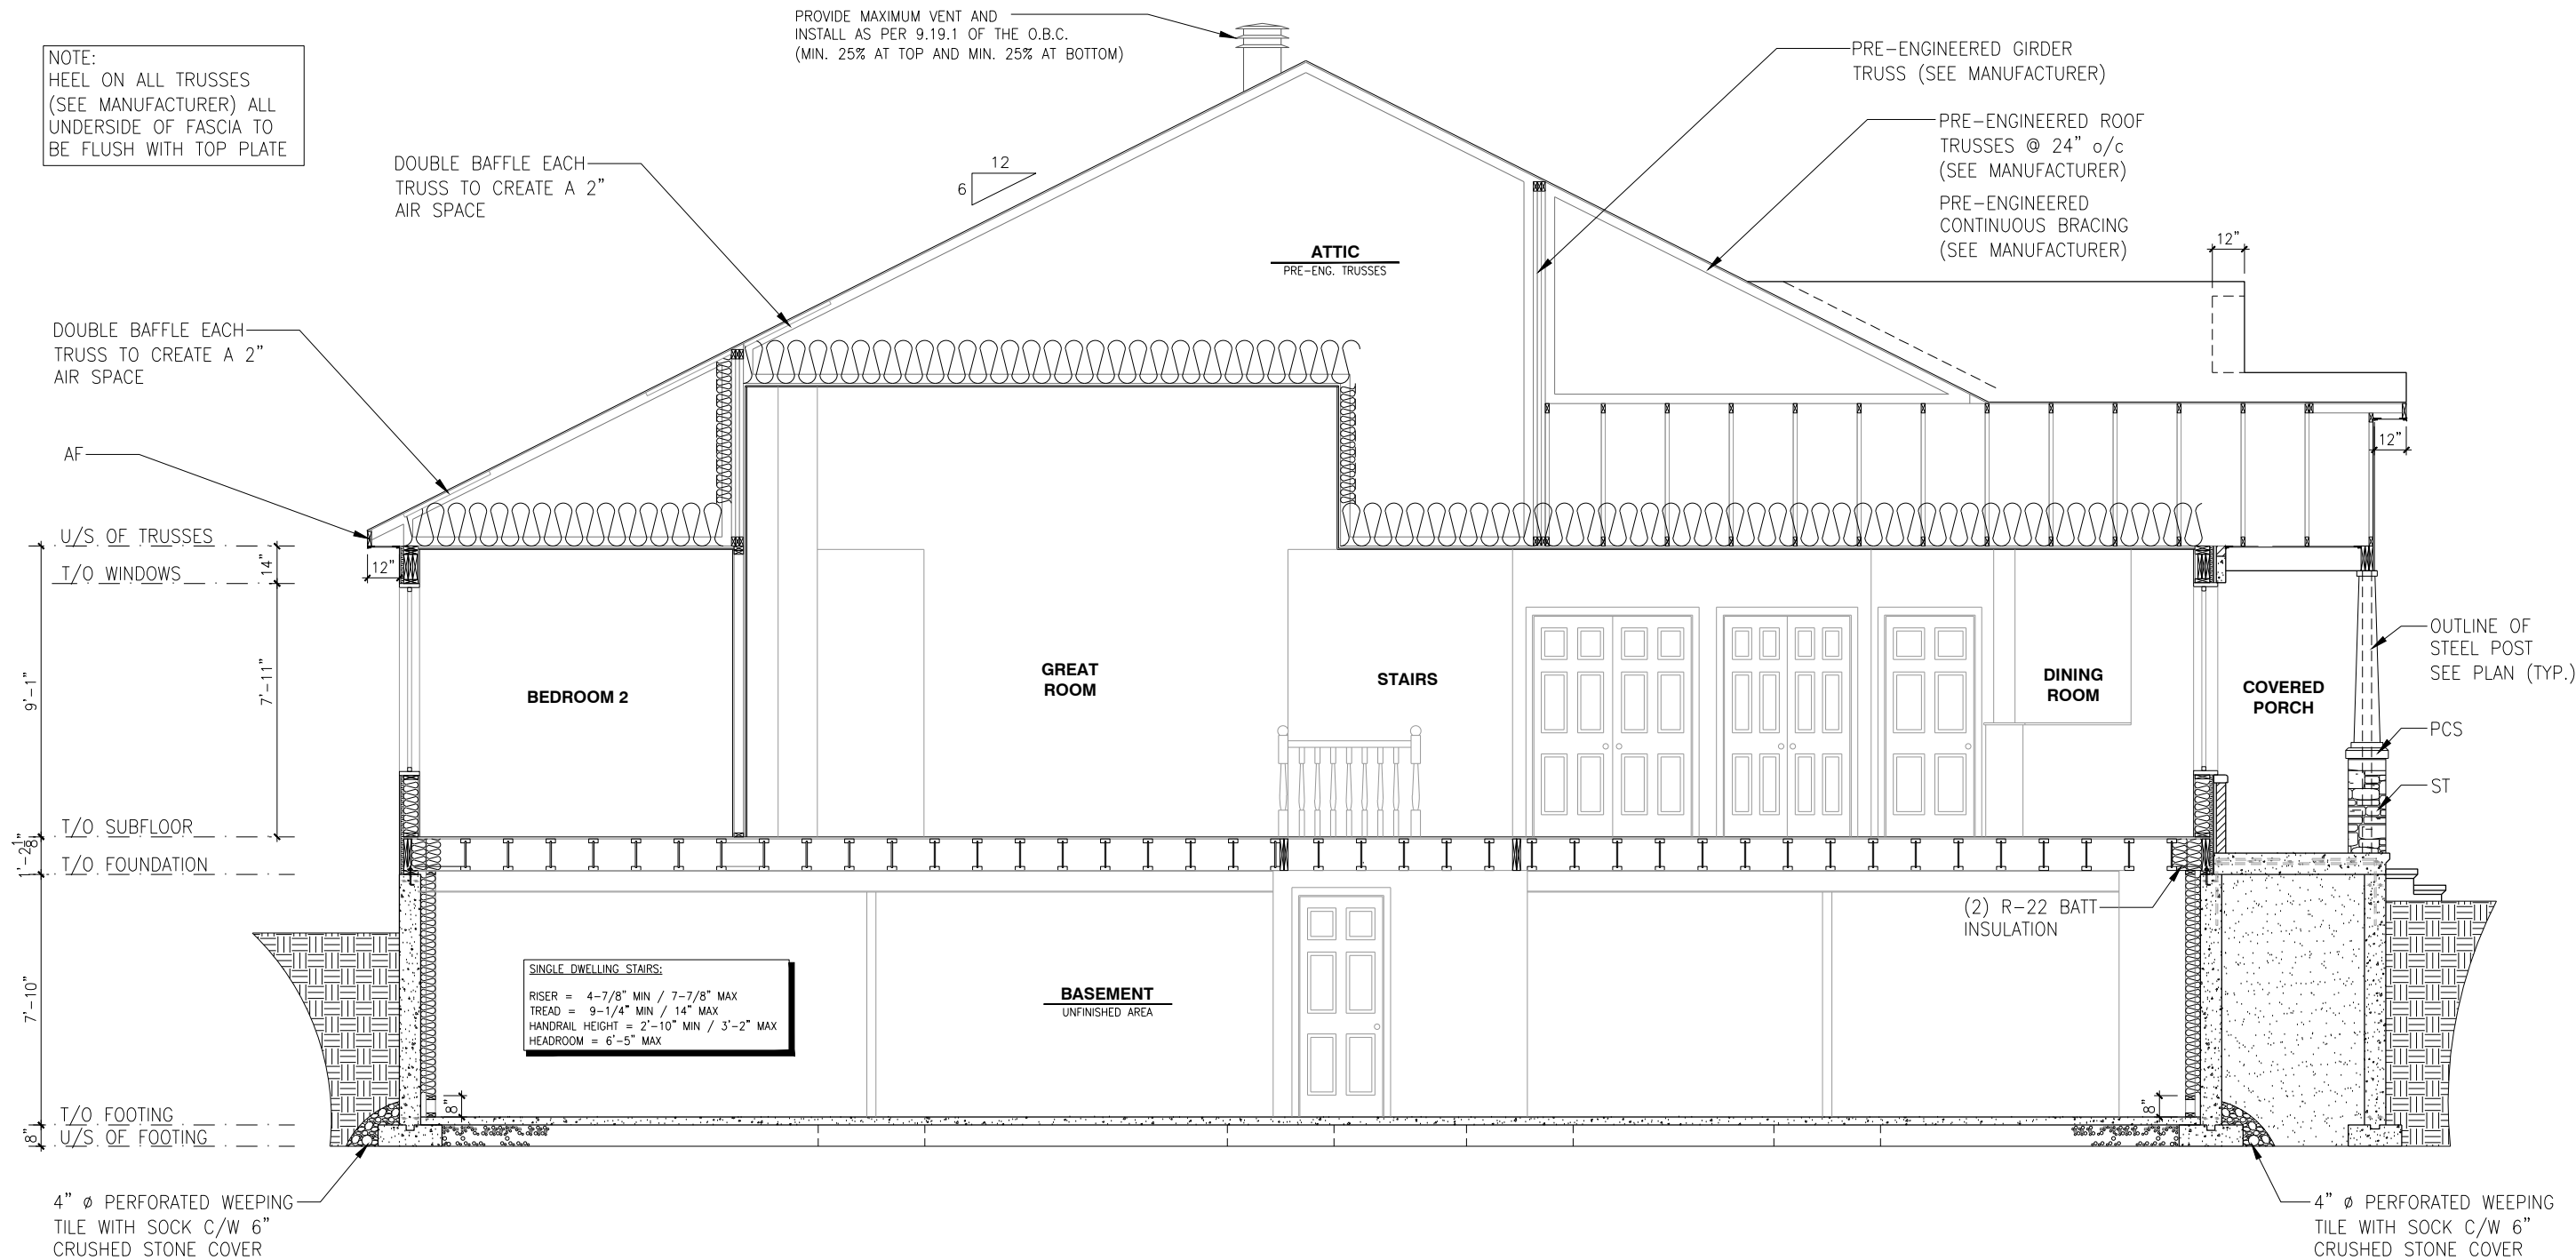 PROVIDE MAXIMUM VENT AND
INSTALL AS PER 9.19.1 OF THE O.B.C.
(MIN. 25% AT TOP AND MIN. 25% AT BOTTOM)
NOTE:
HEEL ON ALL TRUSSES
(SEE MANUFACTURER) ALL
UNDERSIDE OF FASCIA TO
BE FLUSH WITH TOP PLATE
PRE-ENGINEERED GIRDER
TRUSS (SEE MANUFACTURER)
PRE-ENGINEERED ROOF
TRUSSES @ 24" o/c
(SEE MANUFACTURER)
PRE-ENGINEERED
CONTINUOUS BRACING
(SEE MANUFACTURER)
DOUBLE BAFFLE EACH
TRUSS TO CREATE A 2"
AIR SPACE
12
6
12"
ATTIC
PRE-ENG. TRUSSES
DOUBLE BAFFLE EACH
TRUSS TO CREATE A 2"
AIR SPACE
AF
12"
U/S OF TRUSSES
14"
12"
T/O WINDOWS
9'-1"
7'-11"
BEDROOM 2
GREAT
ROOM
STAIRS
DINING
ROOM
COVERED
PORCH
OUTLINE OF
STEEL POST
SEE PLAN (TYP.)
PCS
ST
T/O SUBFLOOR
1'-2 1/8"
T/O FOUNDATION
(2) R-22 BATT
INSULATION
7'-10"
SINGLE DWELLING STAIRS:
RISER = 4-7/8" MIN / 7-7/8" MAX
TREAD = 9-1/4" MIN / 14" MAX
HANDRAIL HEIGHT = 2'-10" MIN / 3'-2" MAX
HEADROOM = 6'-5" MAX
BASEMENT
UNFINISHED AREA
8"
8"
T/O FOOTING
8"
U/S OF FOOTING
4" ø PERFORATED WEEPING
TILE WITH SOCK C/W 6"
CRUSHED STONE COVER
4" ø PERFORATED WEEPING
TILE WITH SOCK C/W 6"
CRUSHED STONE COVER